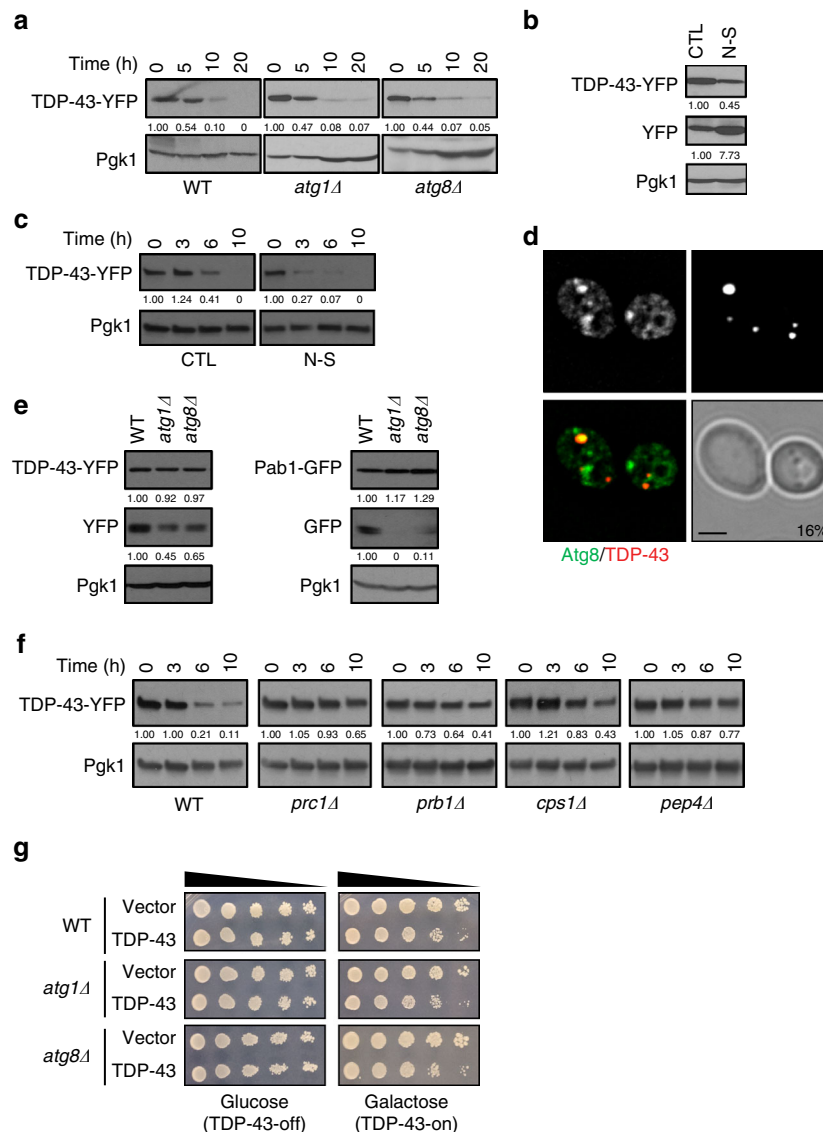 a
Time (h) 0 5 10 20 0 5 10 20 0 5 10 20
TDP-43-YFP
1.00 0.54 0.10 0 1.00 0.47 0.08 0.07 1.00 0.44 0.07 0.05
Pgk1
WT atg1Δ atg8Δ
b
CTL N-S
TDP-43-YFP
1.00 0.45
YFP
1.00 7.73
Pgk1
c
Time (h) 0 3 6 10 0 3 6 10
TDP-43-YFP
1.00 1.24 0.41 0 1.00 0.27 0.07 0
Pgk1
CTL N-S
d
16%
Atg8/TDP-43
e
WT atg1Δ atg8Δ
TDP-43-YFP
1.00 0.92 0.97
YFP
1.00 0.45 0.65
Pgk1
WT atg1Δ atg8Δ
Pab1-GFP
1.00 1.17 1.29
GFP
1.00 0 0.11
Pgk1
f
Time (h) 0 3 6 10 0 3 6 10 0 3 6 10 0 3 6 10 0 3 6 10
TDP-43-YFP
1.00 1.00 0.21 0.11 1.00 1.05 0.93 0.65 1.00 0.73 0.64 0.41 1.00 1.21 0.83 0.43 1.00 1.05 0.87 0.77
Pgk1
WT prc1Δ prb1Δ cps1Δ pep4Δ
g
WT
Vector
TDP-43
atg1Δ
Vector
TDP-43
atg8Δ
Vector
TDP-43
Glucose
(TDP-43-off)
Galactose
(TDP-43-on)